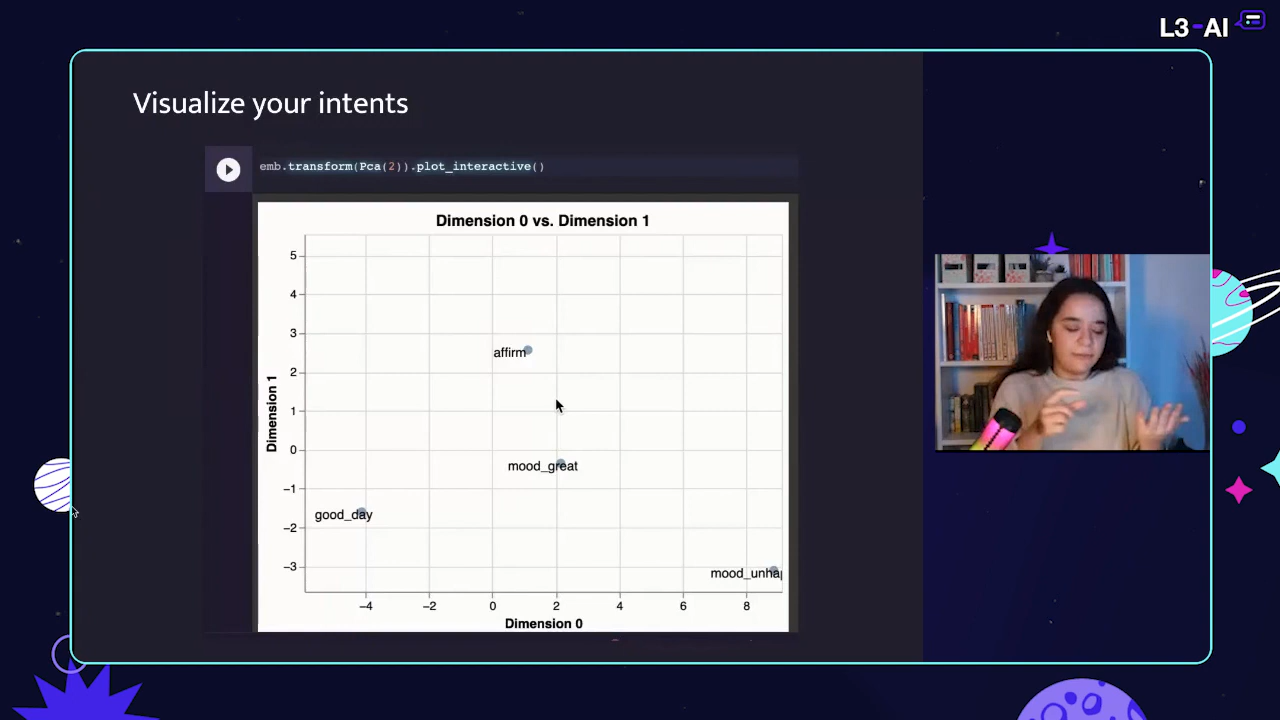 L3-AI
Visualize your intents
emb.transform(Pca(2)).plot_interactive()
Dimension 0 vs. Dimension 1
5
4
3
2
1
0
−1
−2
−3
Dimension 1
affirm
mood_great
good_day
mood_unha
−4
−2
0
2
4
6
8
Dimension 0